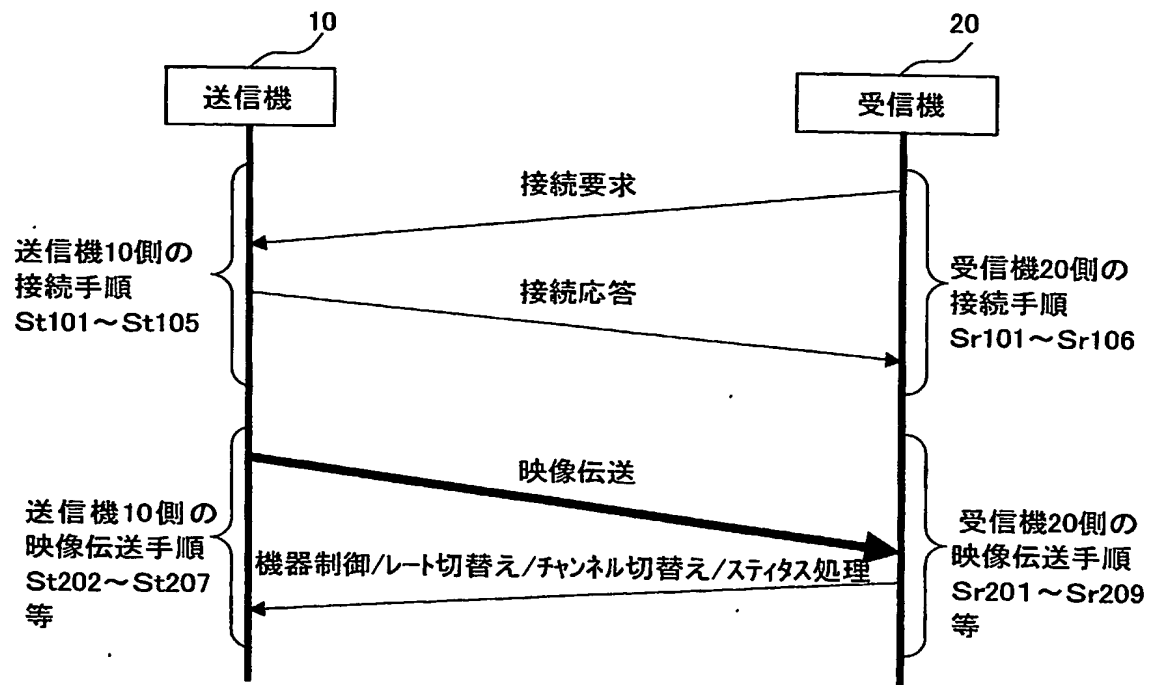 10
20
送信機
受信機
接続要求
送信機10側の
接続手順
St101～St105
接続応答
受信機20側の
接続手順
Sr101～Sr106
映像伝送
送信機10側の
映像伝送手順
St202～St207
等
機器制御/レート切替え/チャンネル切替え/スティタス処理
受信機20側の
映像伝送手順
Sr201～Sr209
等